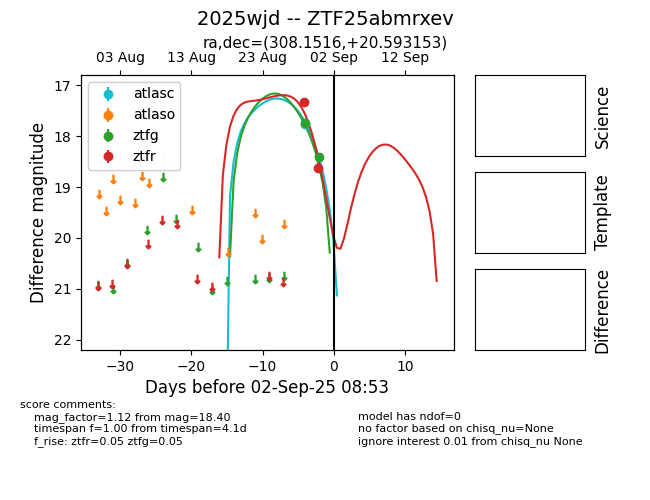 2025wjd -- ZTF25abmrxev
ra,dec=(308.1516,+20.593153)
03 Aug 13 Aug 23 Aug 02 Sep 12 Sep
atlasc
atlaso
ztfg
ztfr
17
18
19
20
21
22
Difference magnitude
−30 −20 −10 0 10
Days before 02-Sep-25 08:53
Science
Template
Difference
score comments:
mag_factor=1.12 from mag=18.40
timespan f=1.00 from timespan=4.1d
f_rise: ztfr=0.05 ztfg=0.05
model has ndof=0
no factor based on chisq_nu=None
ignore interest 0.01 from chisq_nu None